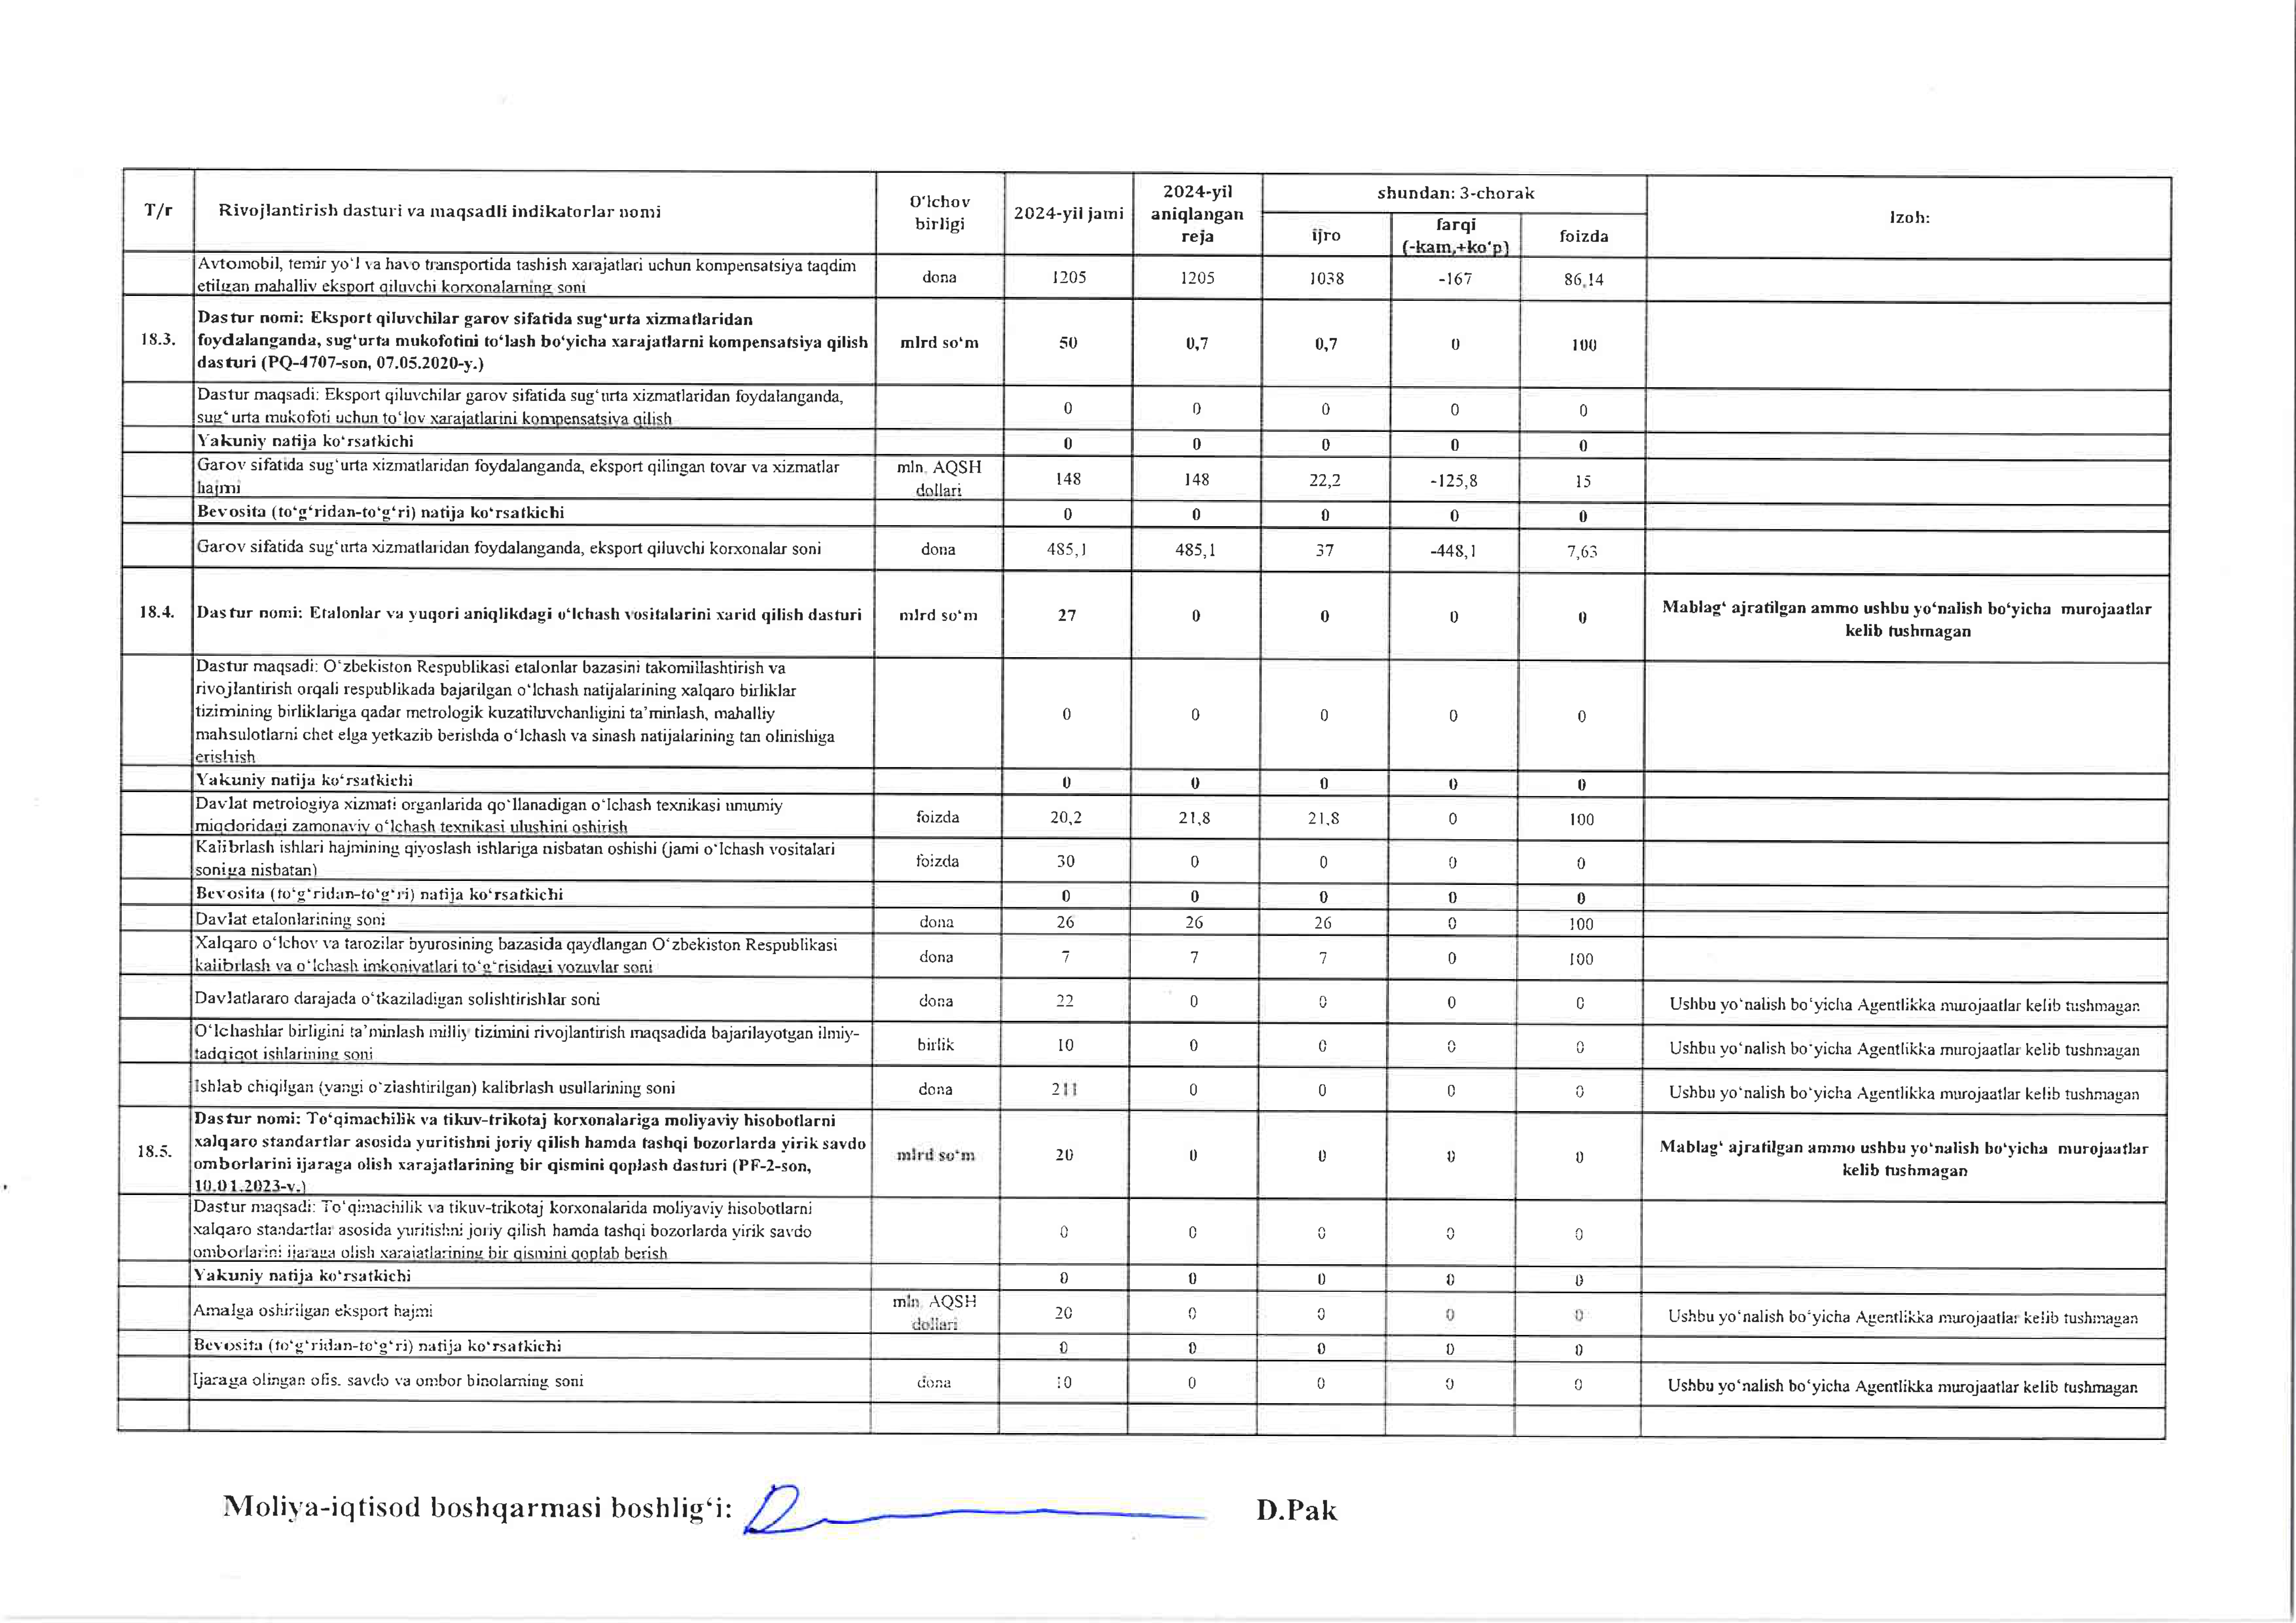 T/r Rivojlantirish dasturi va maqsadli indikatorlar nomi O'lchov birligi 2024-yil jami 2024-yil aniqlangan reja shundan: 3-chorak Izoh:
ijro farqi (-kam,+ko'p) foizda
Avtomobil, temir yo'l va havo transportida tashish xarajatlari uchun kompensatsiya taqdim
etilgan mahalliy eksport qiluvchi korxonalarning soni dona 1205 1205 1038 -167 86,14
18.3. Dastur nomi: Eksport qiluvchilar garov sifatida sug'urta xizmatlaridan
foydalanganda, sug'urta mukofotini to'lash bo'yicha xarajatlarni kompensatsiya qilish mlrd so'm 50 0,7 0,7 0 100
dasturi (PQ-4707-son, 07.05.2020-y.)
Dastur maqsadi: Eksport qiluvchilar garov sifatida sug'urta xizmatlaridan foydalanganda,
sug'urta mukofoti uchun to'lov xarajatlarini kompensatsiya qilish 0 0 0 0 0
Yakuniy natija ko'rsatkichi 0 0 0 0 0
Garov sifatida sug'urta xizmatlaridan foydalanganda, eksport qilingan tovar va xizmatlar mln. AQSH
hajmi dollari 148 148 22,2 -125,8 15
Bevosita (to'g'ridan-to'g'ri) natija ko'rsatkichi 0 0 0 0 0
Garov sifatida sug'urta xizmatlaridan foydalanganda, eksport qiluvchi korxonalar soni dona 485,1 485,1 37 -448,1 7,63
18.4. Dastur nomi: Etalonlar va yuqori aniqlikdagi o'lchash vositalarini xarid qilish dasturi mlrd so'm 27 0 0 0 0 Mablag' ajratilgan ammo ushbu yo'nalish bo'yicha murojaatlar
kelib tushmagan
Dastur maqsadi: O'zbekiston Respublikasi etalonlar bazasini takomillashtirish va
rivojlantirish orqali respublikada bajarilgan o'lchash natijalarining xalqaro birliklar
tizimining birliklariga qadar metrologik kuzatiluvchanligini ta'minlash, mahalliy 0 0 0 0 0
mahsulotlarni chet elga yetkazib berishda o'lchash va sinash natijalarining tan olinishiga
erishish
Yakuniy natija ko'rsatkichi 0 0 0 0 0
Davlat metrologiya xizmati organlarida qo'llanadigan o'lchash texnikasi umumiy
miqdoridagi zamonaviy o'lchash texnikasi ulushini oshirish foizda 20,2 21,8 21,8 0 100
Kalibrlash ishlari hajmining qiyoslash ishlariga nisbatan oshishi (jami o'lchash vositalari
soniga nisbatan) foizda 30 0 0 0 0
Bevosita (to'g'ridan-to'g'ri) natija ko'rsatkichi 0 0 0 0 0
Davlat etalonlarining soni dona 26 26 26 0 100
Xalqaro o'lchov va tarozilar byurosining bazasida qaydlangan O'zbekiston Respublikasi
kalibrlash va o'lchash imkoniyatlari to'g'risidagi yozuvlar soni dona 7 7 7 0 100
Davlatlararo darajada o'tkaziladigan solishtirishlar soni dona 22 0 0 0 0 Ushbu yo'nalish bo'yicha Agentlikka murojaatlar kelib tushmagan
O'lchashlar birligini ta'minlash milliy tizimini rivojlantirish maqsadida bajarilayotgan ilmiy-
tadqiqot ishlarining soni birlik 10 0 0 0 0 Ushbu yo'nalish bo'yicha Agentlikka murojaatlar kelib tushmagan
Ishlab chiqilgan (yangi o'zlashtirilgan) kalibrlash usullarining soni dona 211 0 0 0 0 Ushbu yo'nalish bo'yicha Agentlikka murojaatlar kelib tushmagan
18.5. Dastur nomi: To'qimachilik va tikuv-trikotaj korxonalariga moliyaviy hisobotlarni
xalqaro standartlar asosida yuritishni joriy qilish hamda tashqi bozorlarda yirik savdo mlrd so'm 20 0 0 0 0 Mablag' ajratilgan ammo ushbu yo'nalish bo'yicha murojaatlar
omborlarini ijaraga olish xarajatlarining bir qismini qoplash dasturi (PF-2-son, kelib tushmagan
10.01.2023-y.)
Dastur maqsadi: To'qimachilik va tikuv-trikotaj korxonalarida moliyaviy hisobotlarni
xalqaro standartlar asosida yuritishni joriy qilish hamda tashqi bozorlarda yirik savdo 0 0 0 0 0
omborlarini ijaraga olish xarajatlarining bir qismini qoplab berish
Yakuniy natija ko'rsatkichi 0 0 0 0 0
Amalga oshirilgan eksport hajmi mln. AQSH dollari 20 0 0 0 0 Ushbu yo'nalish bo'yicha Agentlikka murojaatlar kelib tushmagan
Bevosita (to'g'ridan-to'g'ri) natija ko'rsatkichi 0 0 0 0 0
Ijaraga olingan ofis, savdo va ombor binolarning soni dona 10 0 0 0 0 Ushbu yo'nalish bo'yicha Agentlikka murojaatlar kelib tushmagan
Moliya-iqtisod boshqarmasi boshlig'i: D.Pak